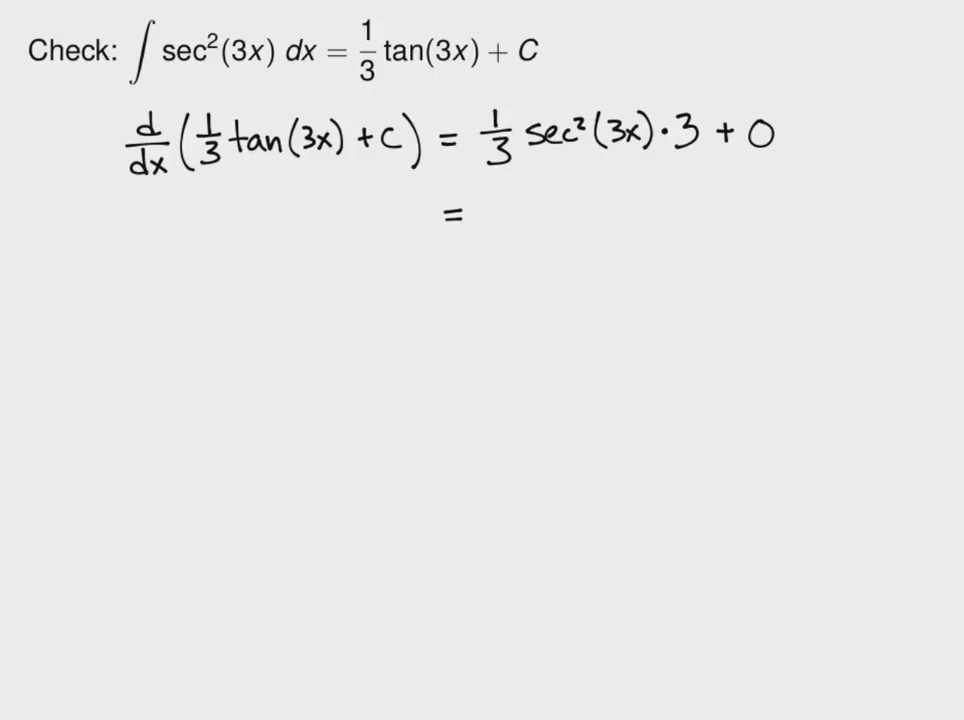 Check: ∫ sec²(3x) dx = 1/3 tan(3x) + C
d/dx (1/3 tan(3x) + C) = 1/3 sec²(3x) · 3 + 0
=